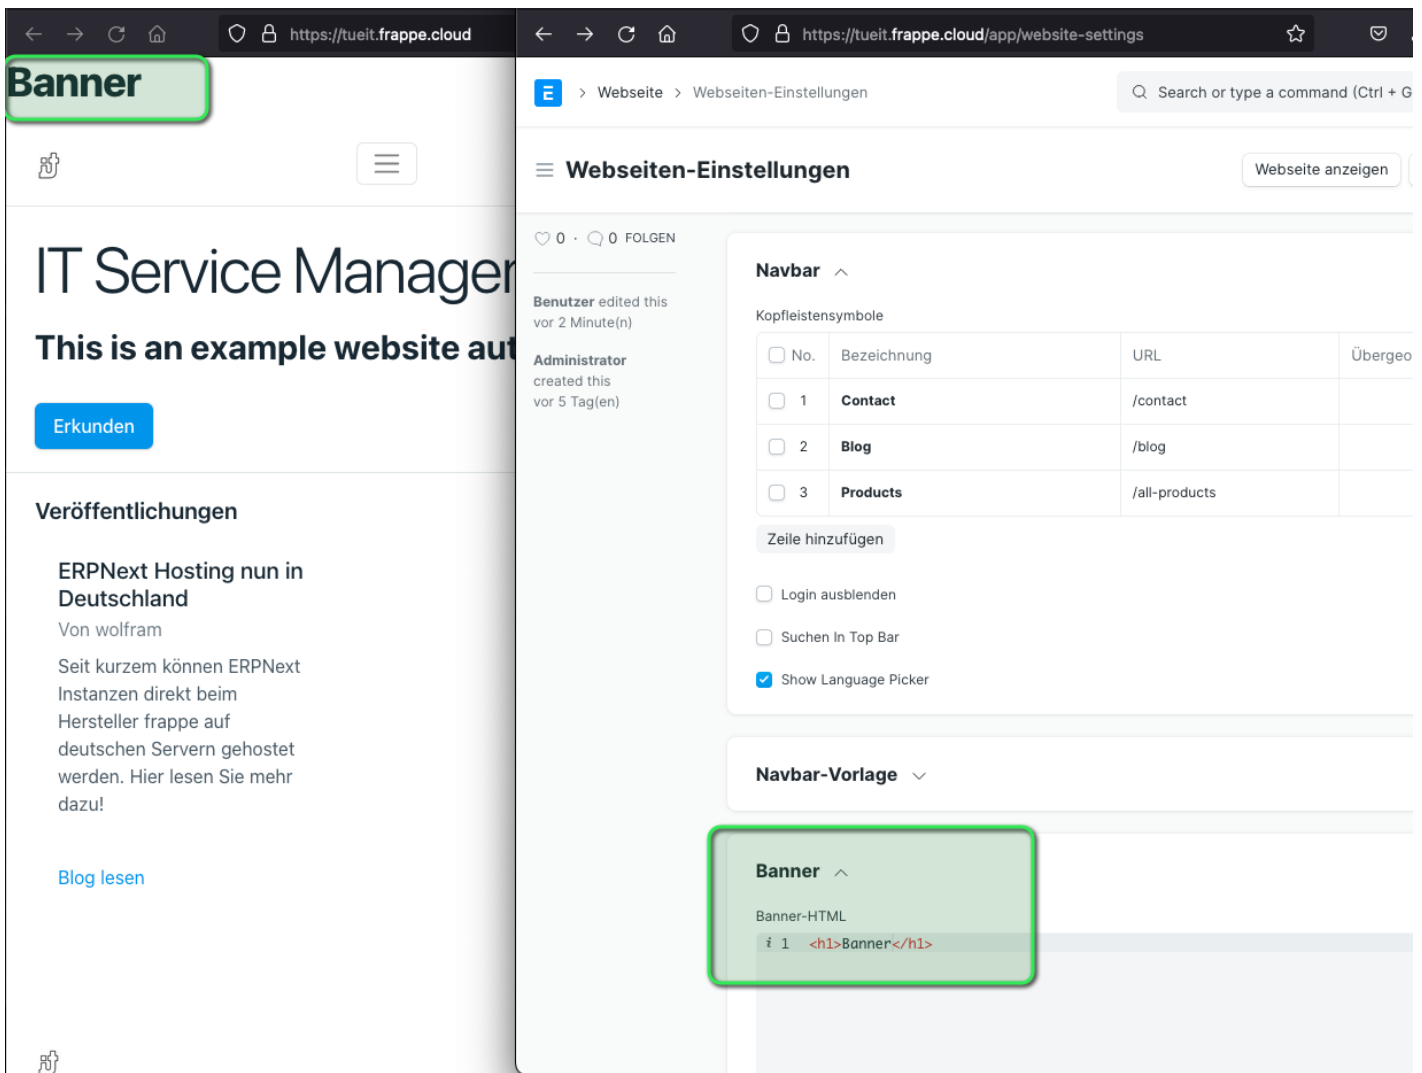 https://tueit.frappe.cloud
Banner
IT Service Manager
This is an example website aut
Erkunden
Veröffentlichungen
ERPNext Hosting nun in
Deutschland
Von wolfram
Seit kurzem können ERPNext
Instanzen direkt beim
Hersteller frappe auf
deutschen Servern gehostet
werden. Hier lesen Sie mehr
dazu!
Blog lesen
https://tueit.frappe.cloud/app/website-settings
E > Webseite > Webseiten-Einstellungen
Search or type a command (Ctrl + G
Webseiten-Einstellungen
Webseite anzeigen
0 · 0 FOLGEN
Benutzer edited this
vor 2 Minute(n)
Administrator
created this
vor 5 Tag(en)
Navbar
Kopfleistensymbole
No. Bezeichnung URL Übergeo
1 Contact /contact
2 Blog /blog
3 Products /all-products
Zeile hinzufügen
Login ausblenden
Suchen In Top Bar
Show Language Picker
Navbar-Vorlage
Banner
Banner-HTML
i 1 <h1>Banner</h1>